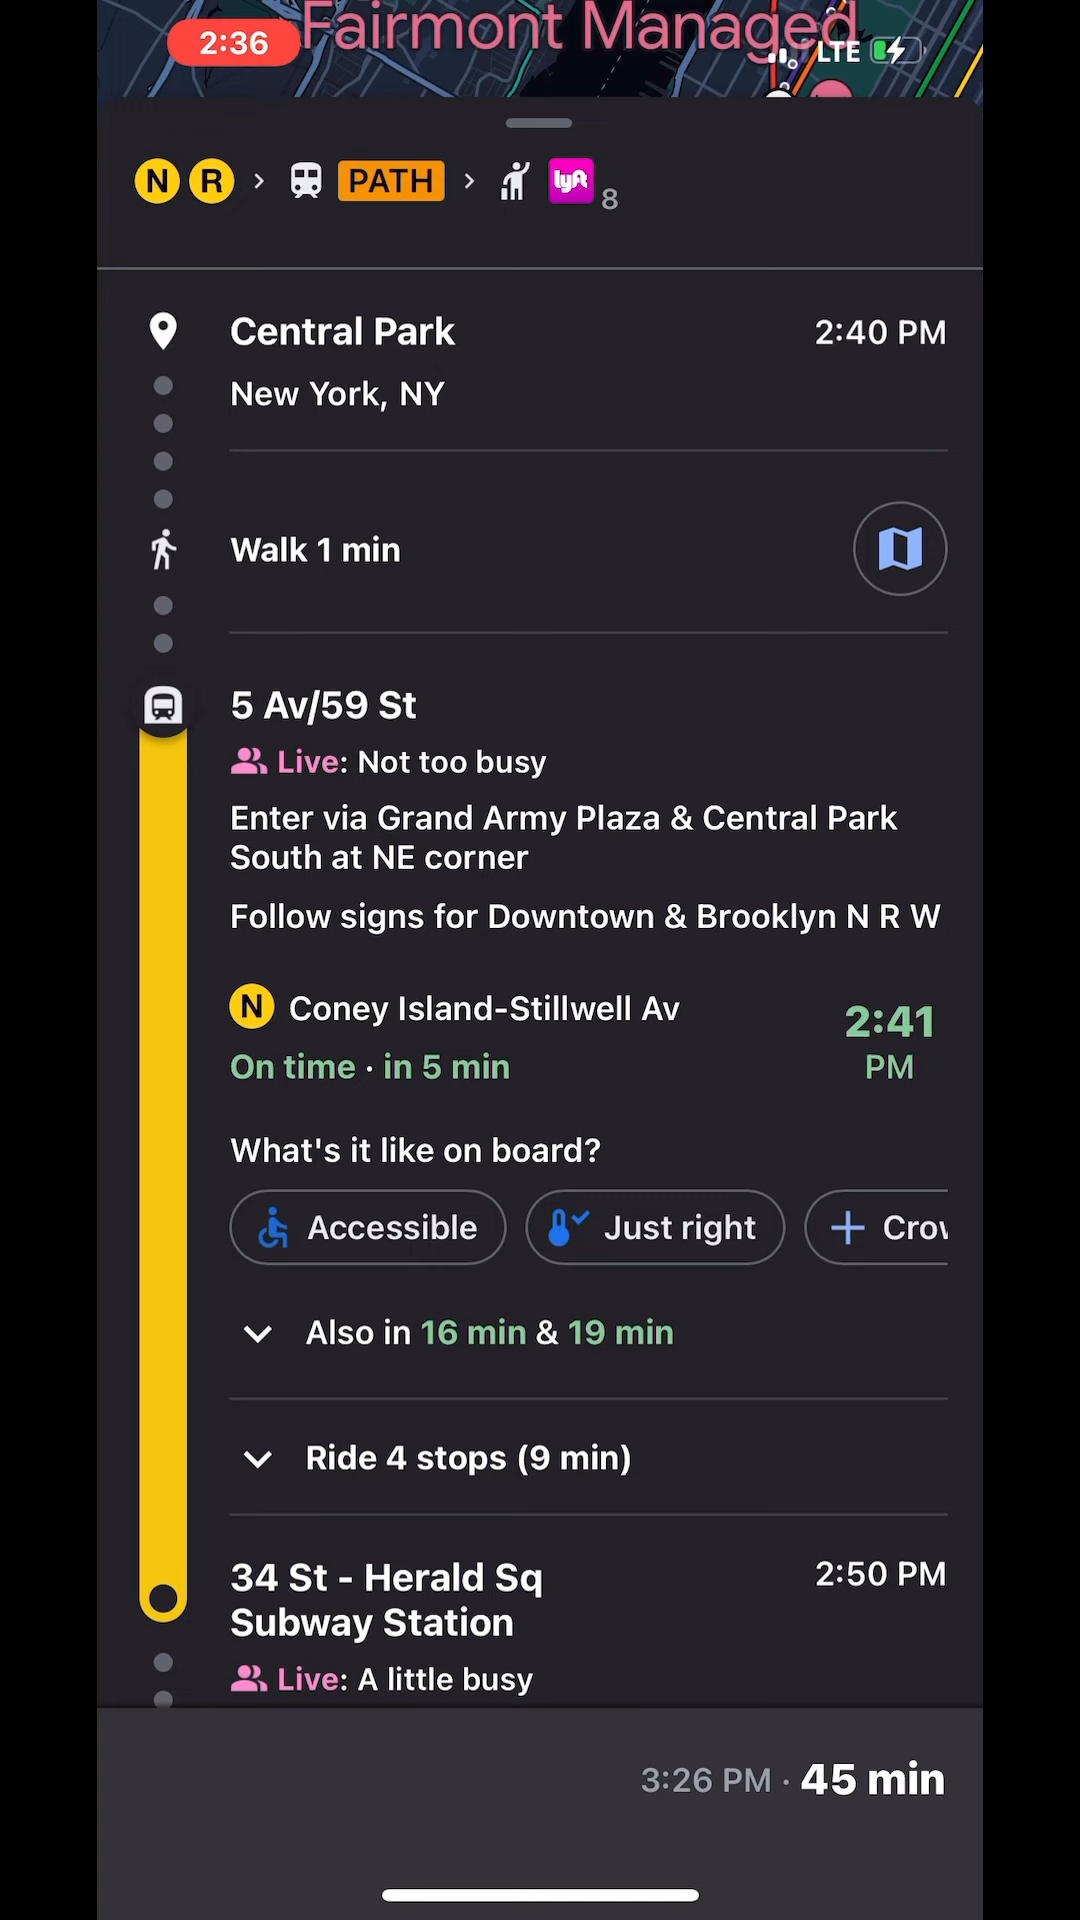 Fairmont Managed
2:36
LTE
N R › PATH › lyft 8
Central Park 2:40 PM
New York, NY
Walk 1 min
5 Av/59 St
Live: Not too busy
Enter via Grand Army Plaza & Central Park
South at NE corner
Follow signs for Downtown & Brooklyn N R W
N Coney Island-Stillwell Av 2:41
On time · in 5 min PM
What's it like on board?
Accessible Just right Crow
Also in 16 min & 19 min
Ride 4 stops (9 min)
34 St - Herald Sq 2:50 PM
Subway Station
Live: A little busy
3:26 PM · 45 min